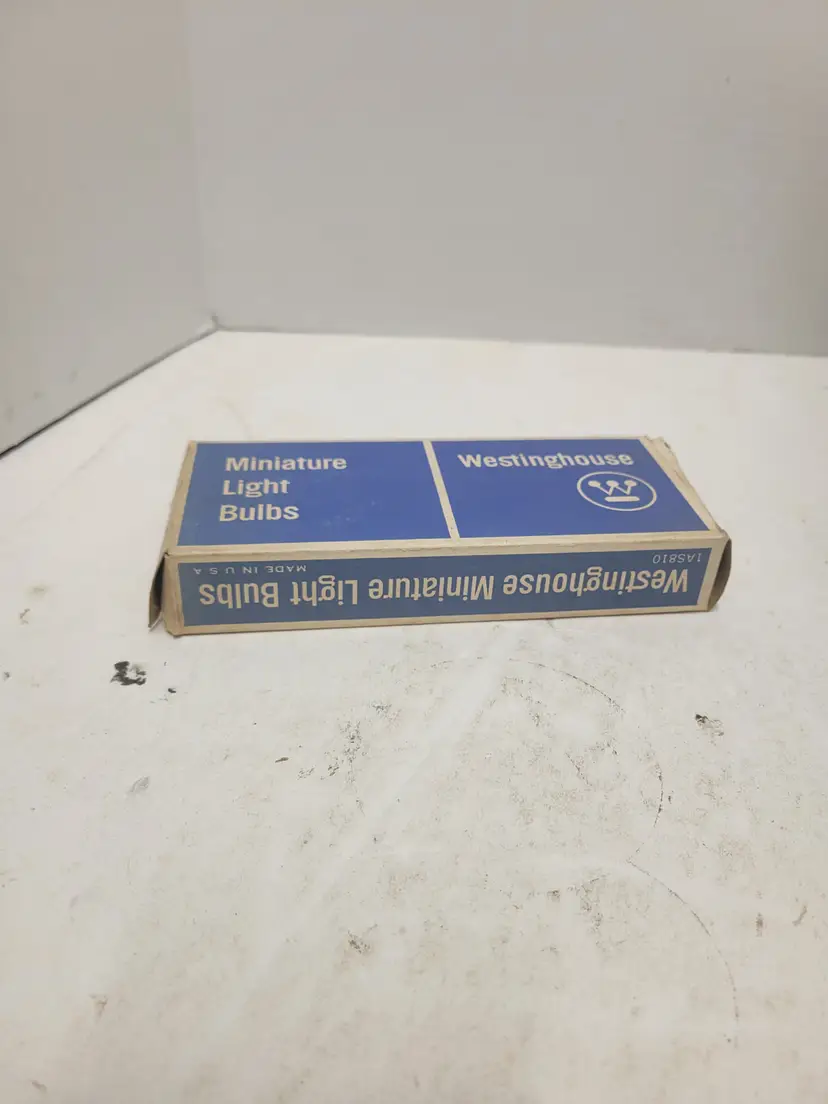 Miniature
Light
Bulbs
Westinghouse
W
Westinghouse Miniature Light Bulbs
1AS810
MADE IN U S A